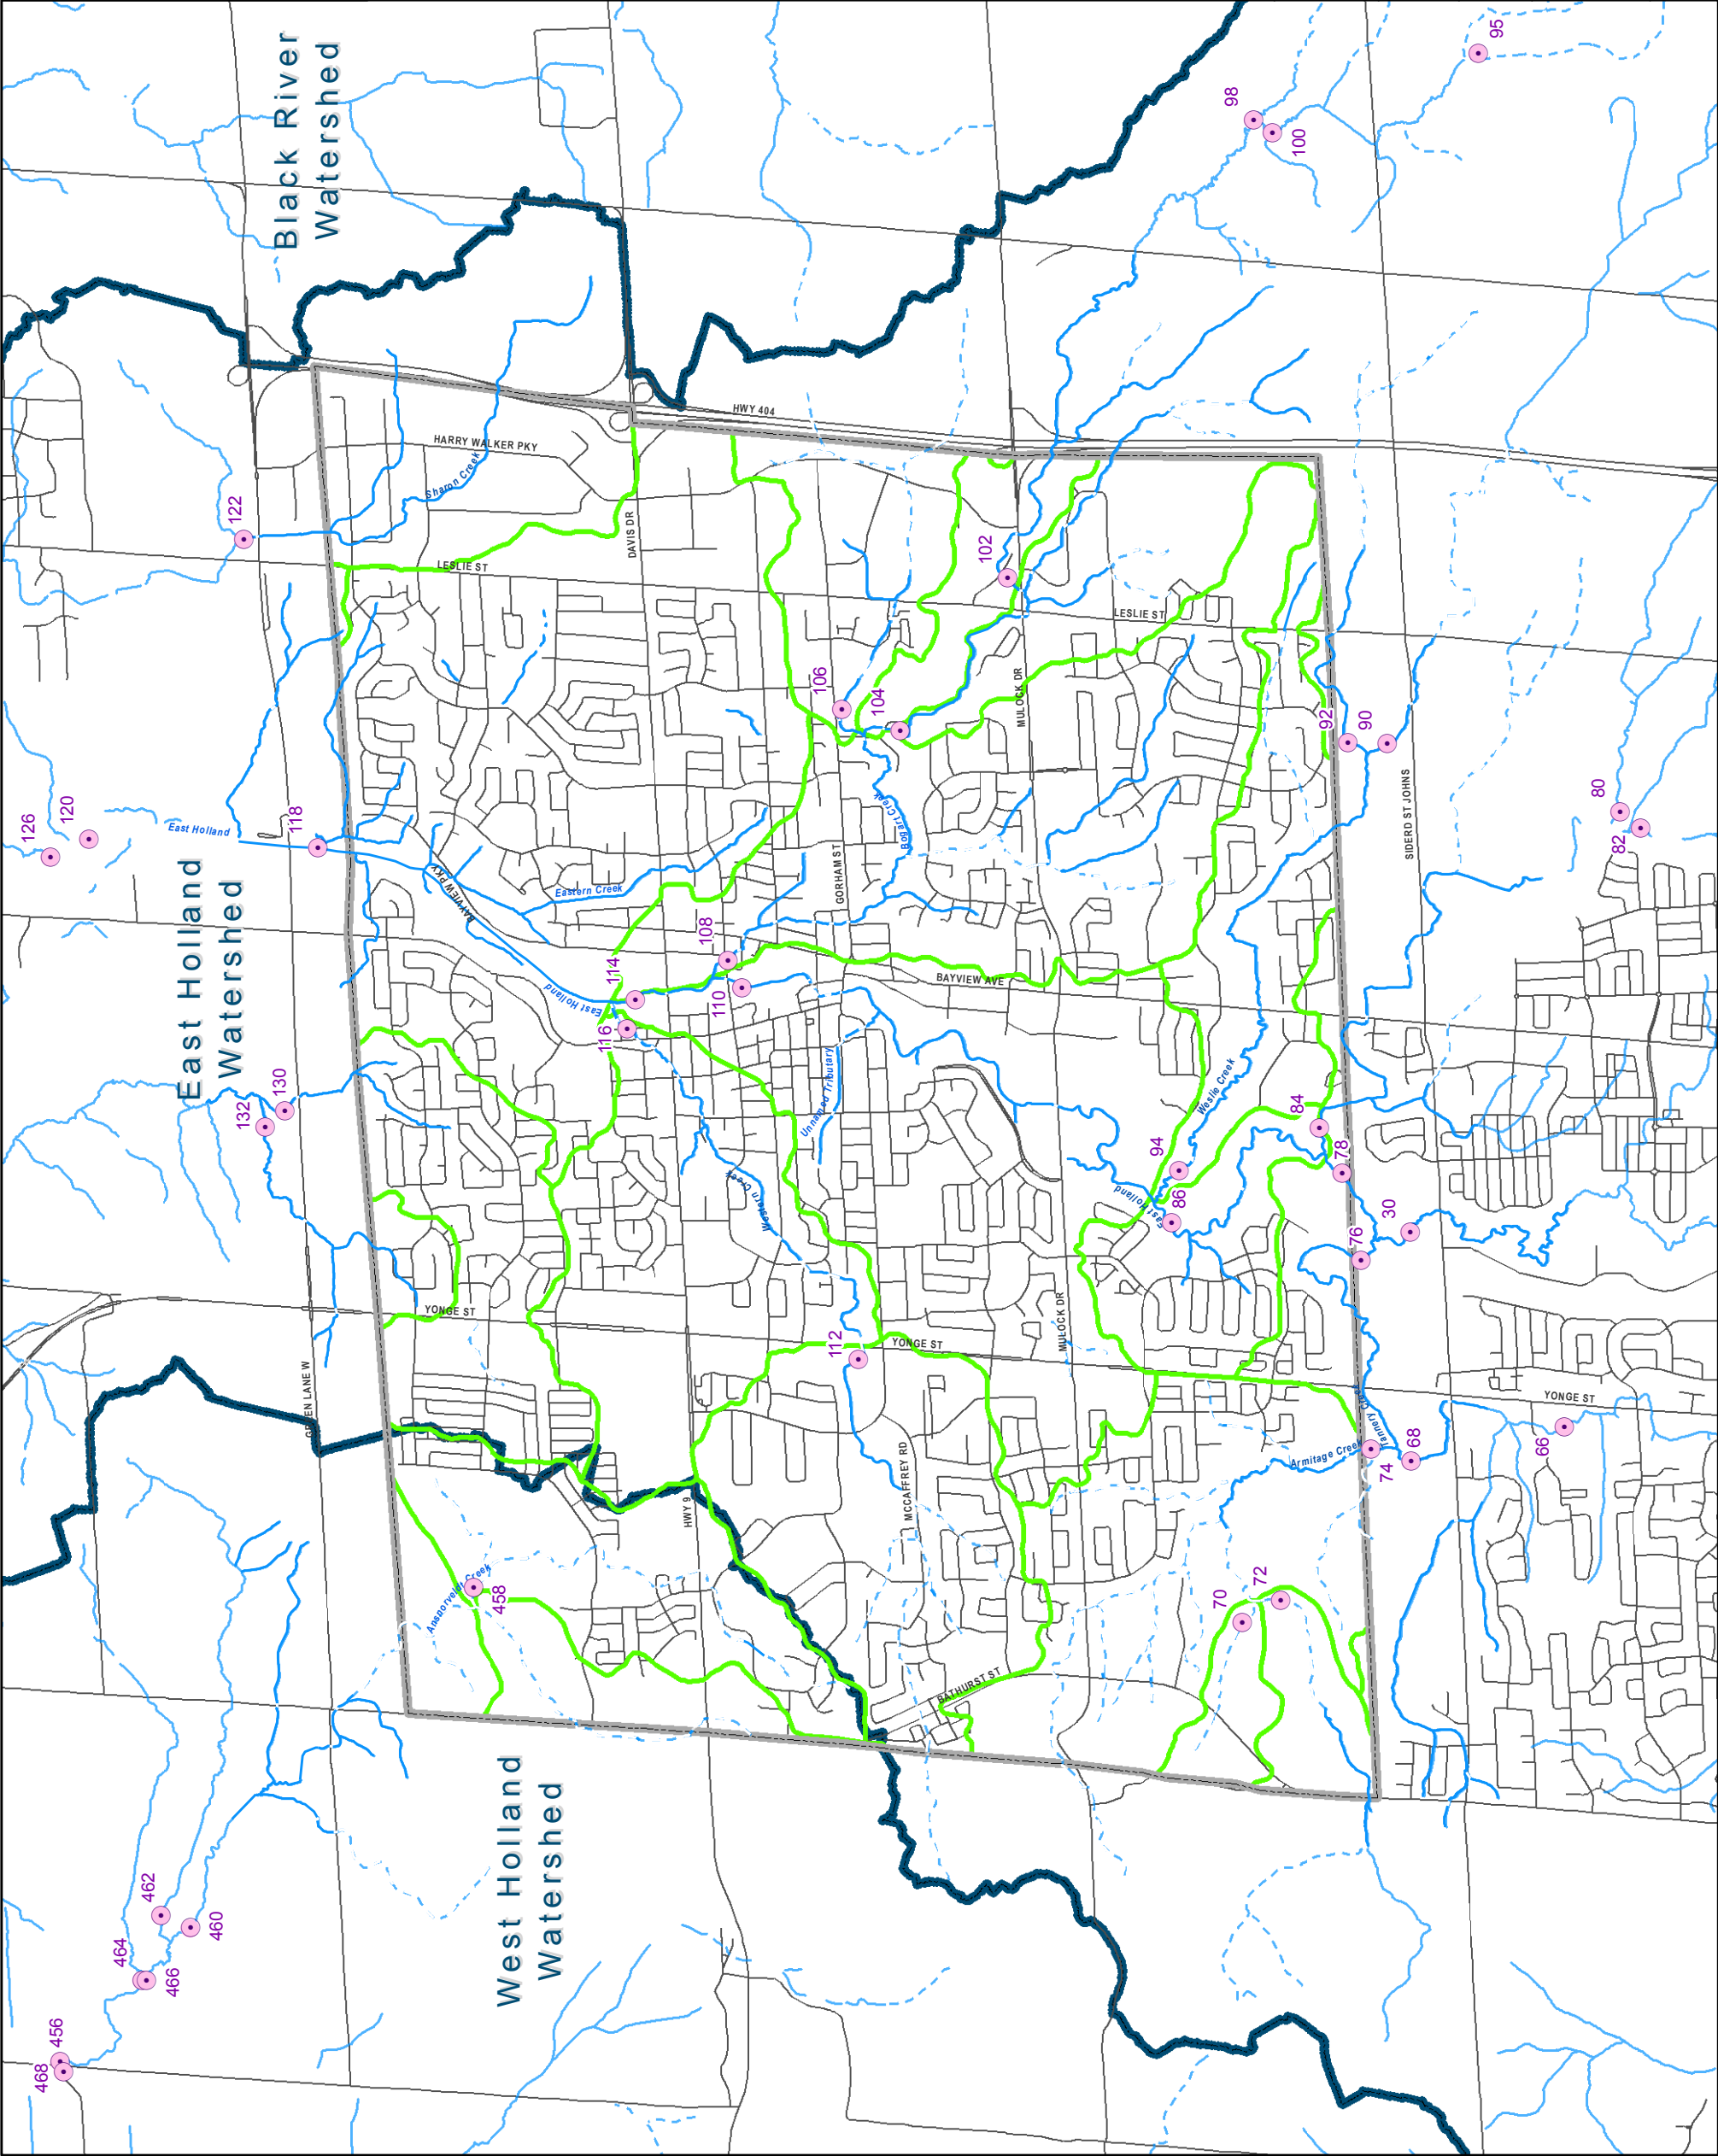 Black River
Watershed
East Holland
Watershed
West Holland
Watershed
95
98
100
HWY 404
HARRY WALKER PKY
Sharon Creek
122
DAVIS DR
LESLIE ST
102
LESLIE ST
106
104
MULOCK DR
92
90
SIDERD ST JOHNS
80
82
126
120
East Holland
118
BAYVIEW PKY
Eastern Creek
GORHAM ST
Bogart Creek
108
114
110
BAYVIEW AVE
East Holland
116
Unnamed Tributary
Weslie Creek
130
132
84
94
78
86
East Holland
30
76
Western Creek
YONGE ST
112
YONGE ST
MULOCK DR
YONGE ST
GREEN LANE W
Tannery Creek
Armitage Creek
74
68
66
MCCAFFREY RD
HWY 9
Ansnorveldt Creek
458
70
72
BATHURST ST
462
460
464
466
456
468